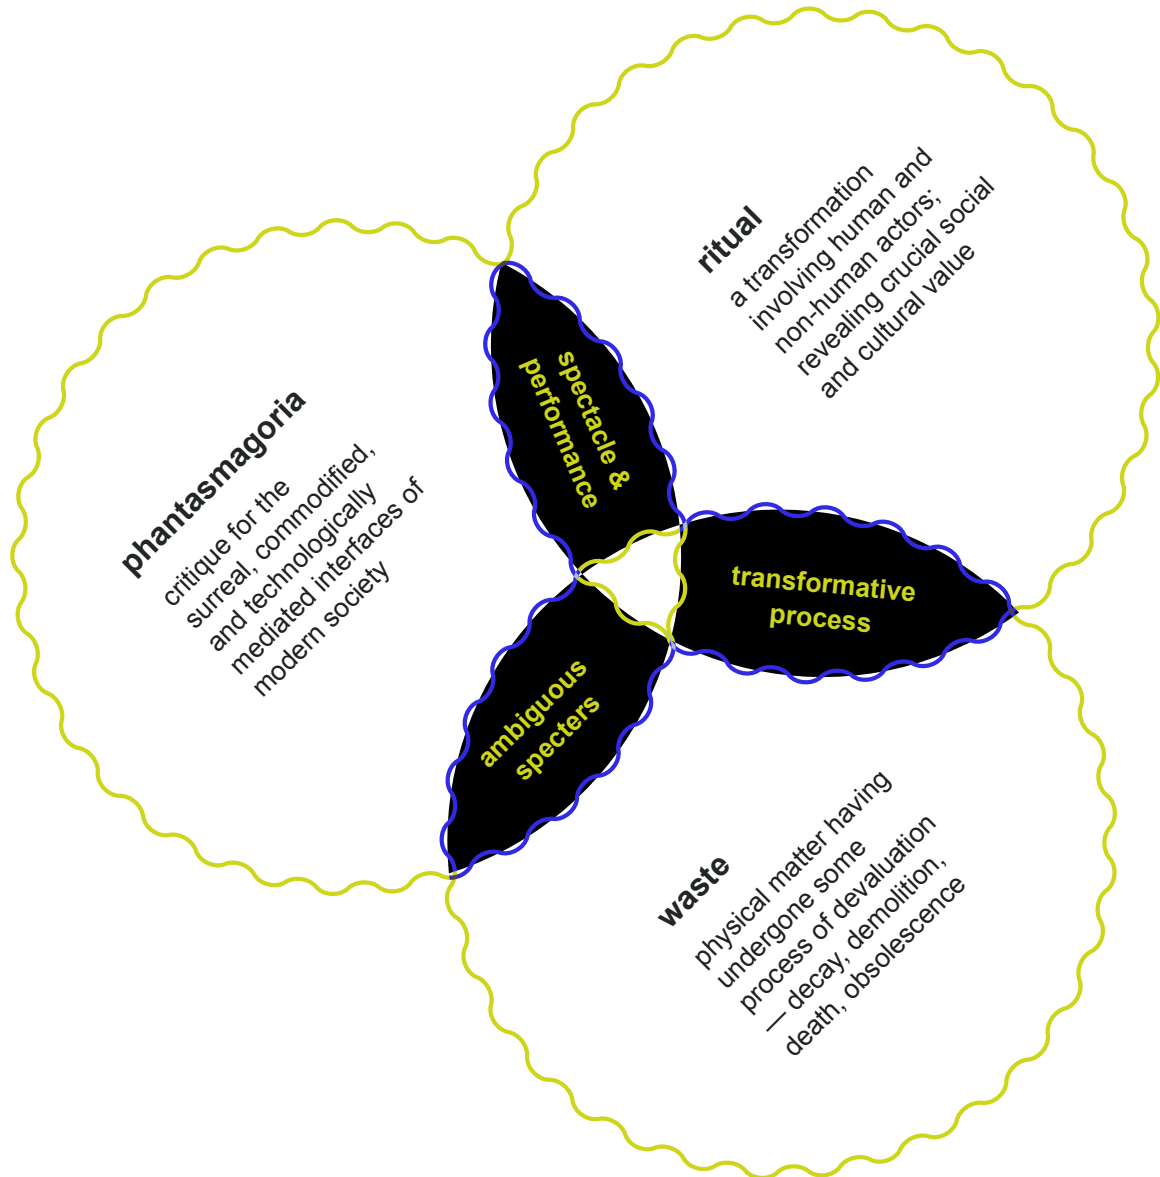 ritual
a transformation
involving human and
non-human actors;
revealing crucial social
and cultural value
phantasmagoria
critique for the
surreal, commodified,
and technologically
mediated interfaces of
modern society
spectacle &
performance
transformative
process
ambiguous
specters
waste
physical matter having
undergone some
process of devaluation
— decay, demolition,
death, obsolescence